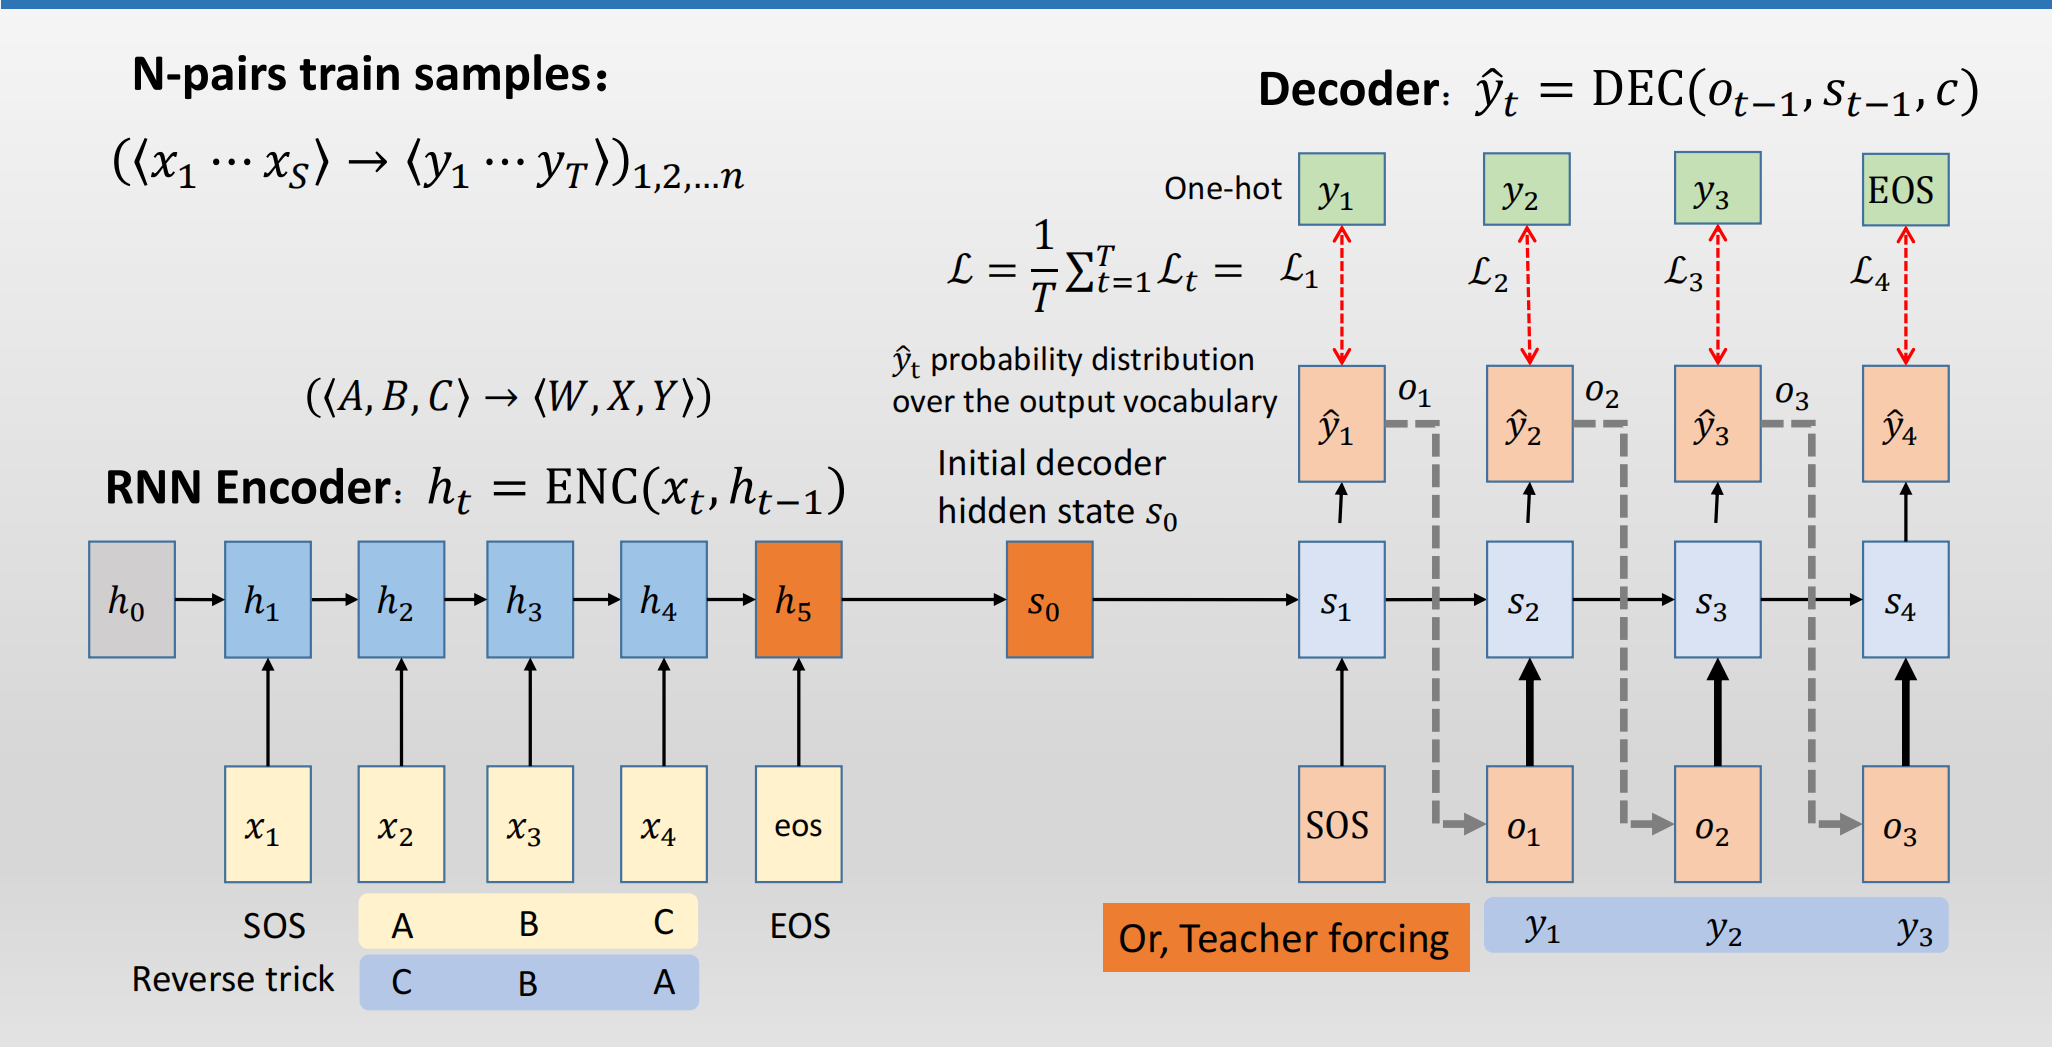 N-pairs train samples：
(⟨x₁ ⋯ x_S⟩ → ⟨y₁ ⋯ y_T⟩)₁,₂,…n
(⟨A, B, C⟩ → ⟨W, X, Y⟩)
RNN Encoder： h_t = ENC(x_t, h_{t−1})
h₀ h₁ h₂ h₃ h₄ h₅
x₁ x₂ x₃ x₄ eos
SOS A B C EOS
Reverse trick C B A
Decoder： ŷ_t = DEC(o_{t−1}, s_{t−1}, c)
One-hot y₁ y₂ y₃ EOS
ℒ = 1/T ∑_{t=1}^{T} ℒ_t = ℒ₁ ℒ₂ ℒ₃ ℒ₄
ŷ_t probability distribution
over the output vocabulary
o₁ o₂ o₃
ŷ₁ ŷ₂ ŷ₃ ŷ₄
Initial decoder
hidden state s₀
s₀ s₁ s₂ s₃ s₄
SOS o₁ o₂ o₃
Or, Teacher forcing y₁ y₂ y₃